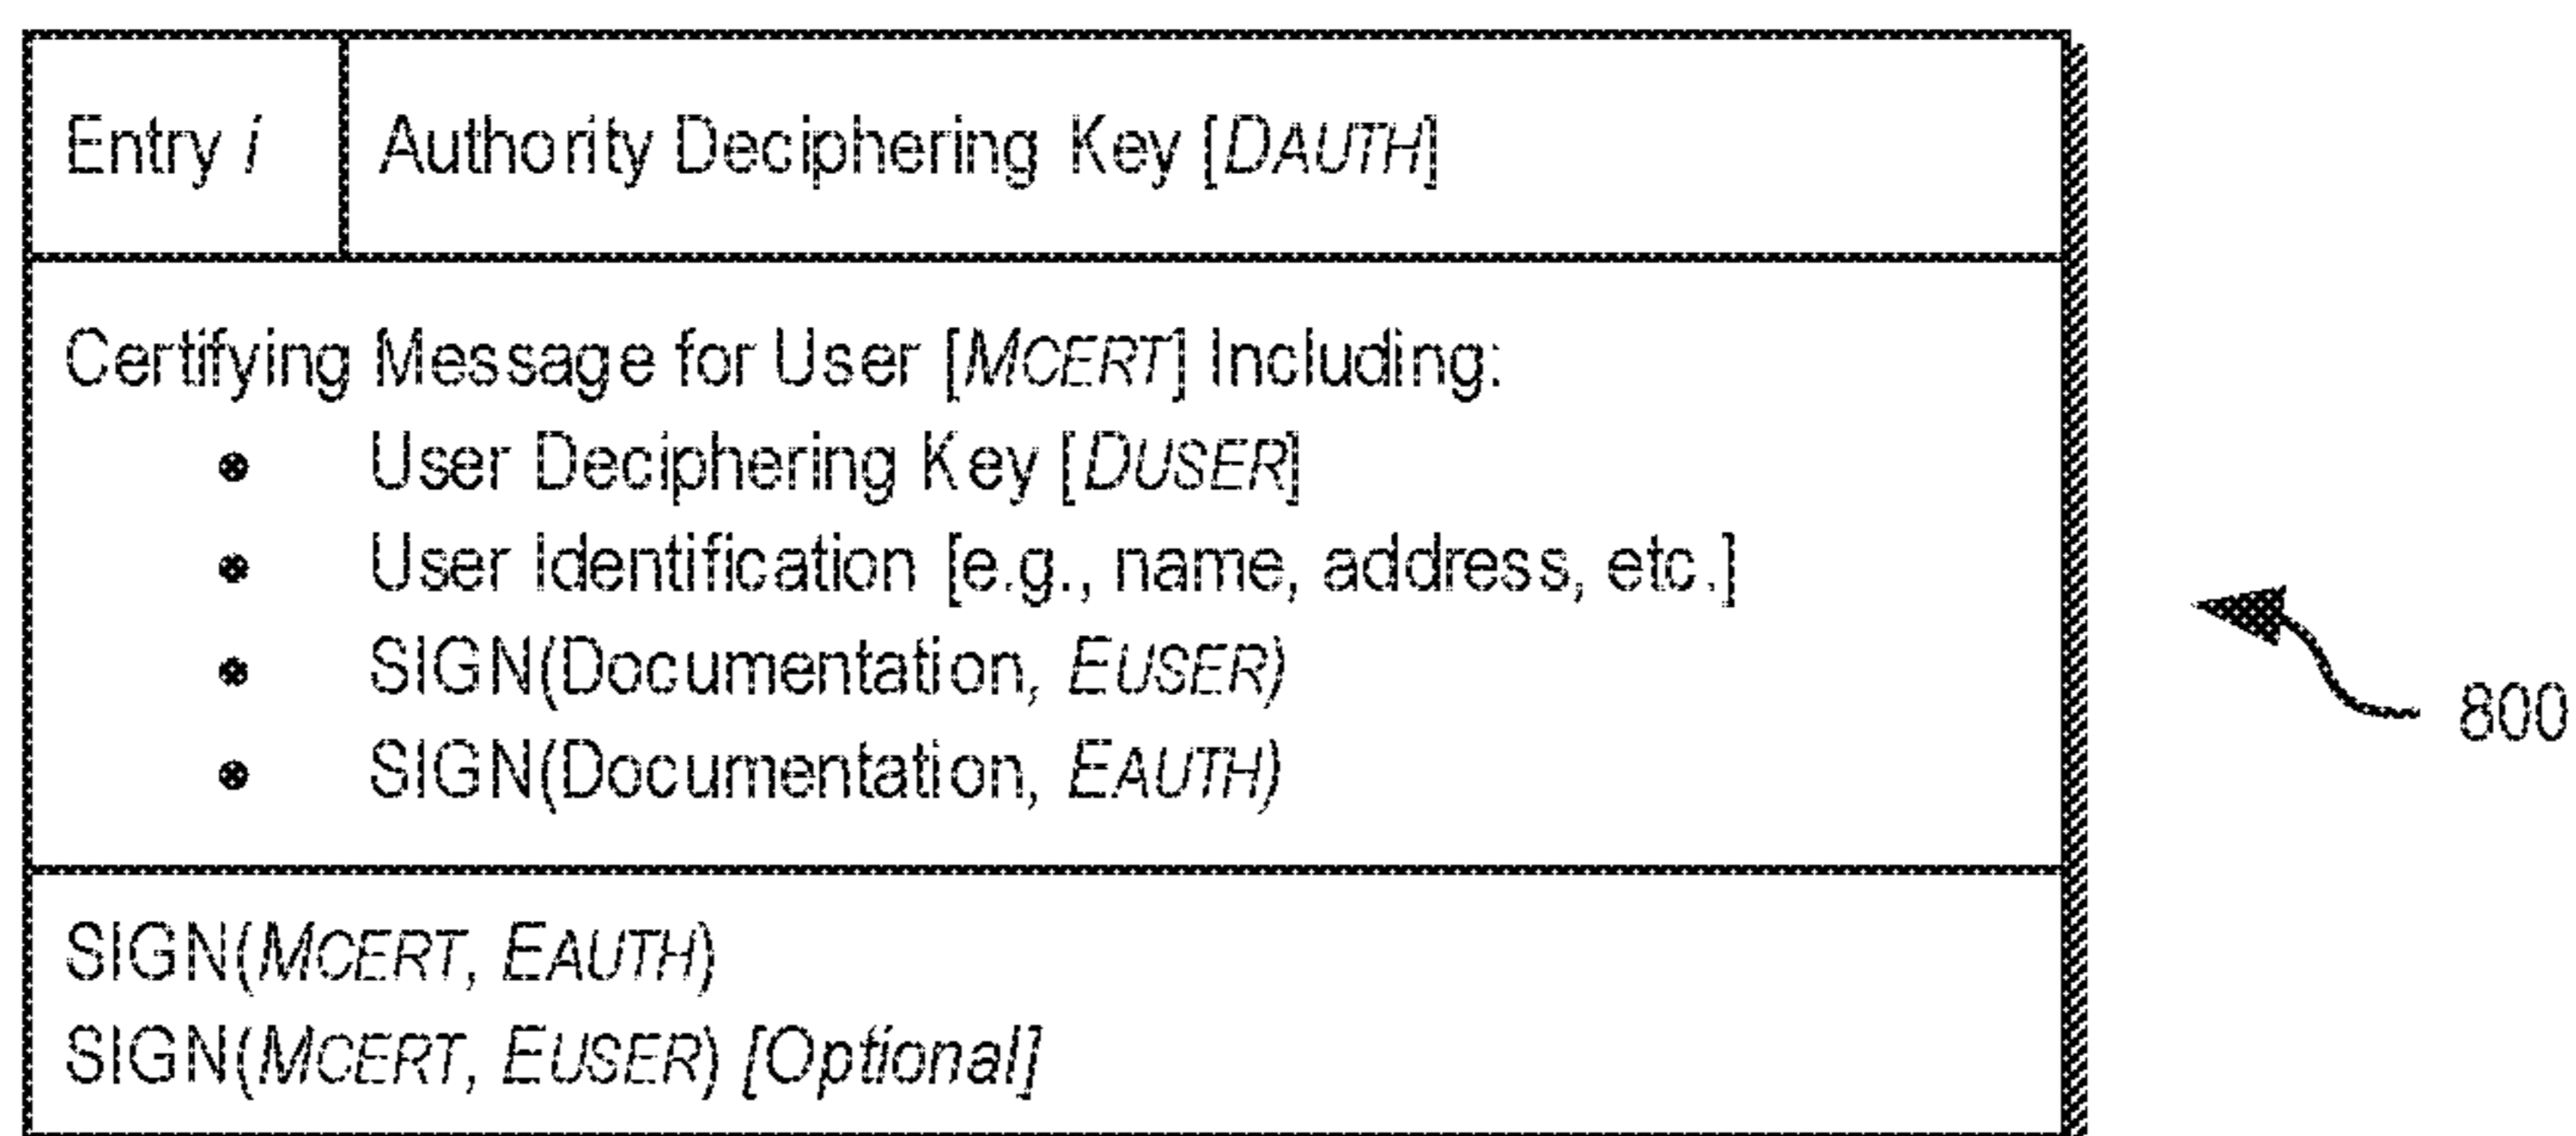 Entry i
Authority Deciphering Key [DAUTH]
Certifying Message for User [MCERT] Including:
• User Deciphering Key [DUSER]
• User Identification [e.g., name, address, etc.]
• SIGN(Documentation, EUSER)
• SIGN(Documentation, EAUTH)
800
SIGN(MCERT, EAUTH)
SIGN(MCERT, EUSER) [Optional]